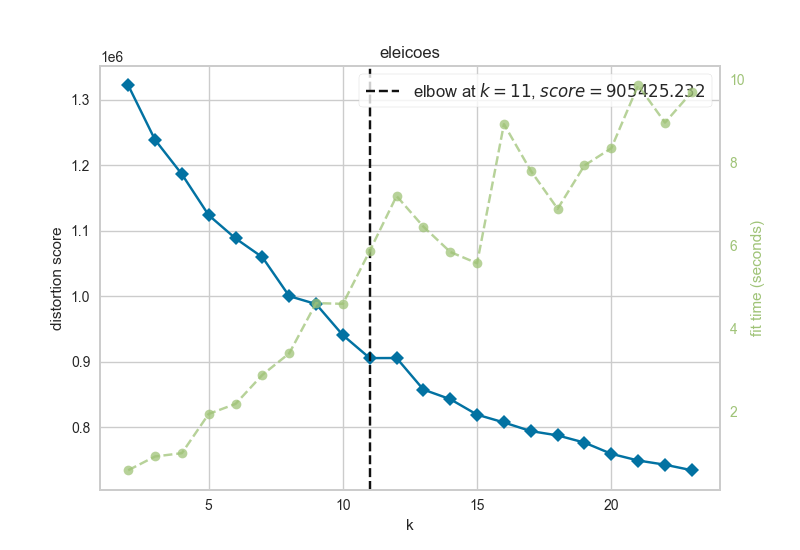 eleicoes
1e6
elbow at k = 11, score = 905425.232
1.3
1.2
1.1
1.0
0.9
0.8
distortion score
10
8
6
4
2
fit time (seconds)
5 10 15 20
k